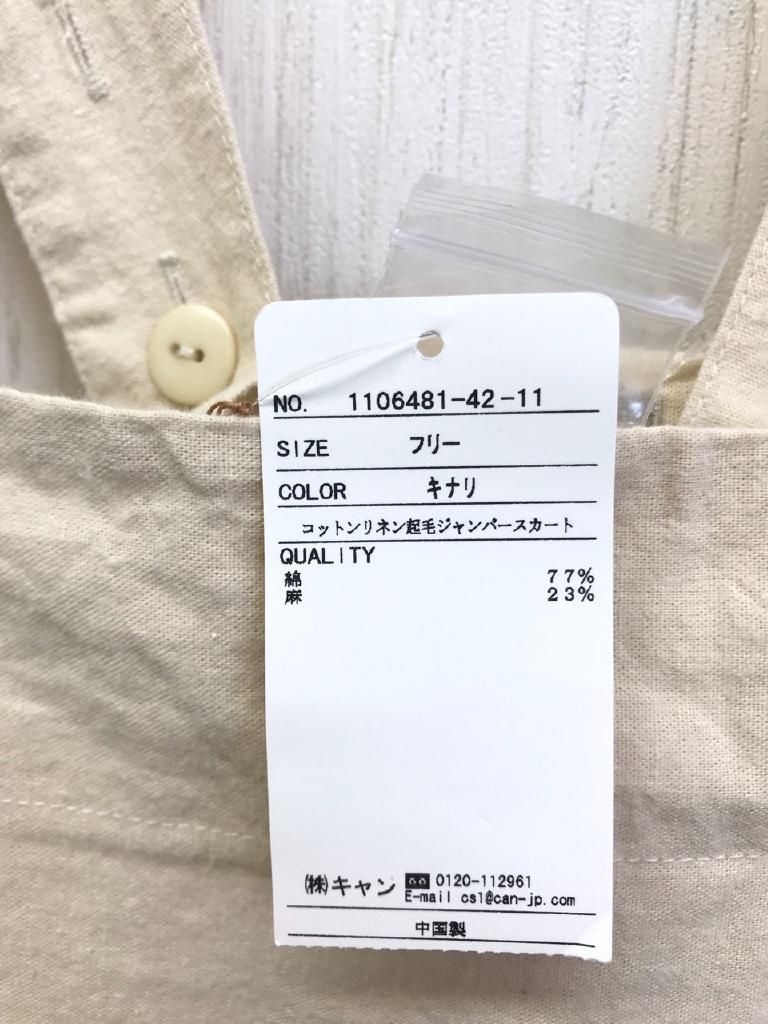 NO. 1106481-42-11
SIZE フリー
COLOR キナリ
コットンリネン起毛ジャンパースカート
QUALITY
綿 77%
麻 23%
㈱キャン 0120-112961
E-mail cs1@can-jp.com
中国製